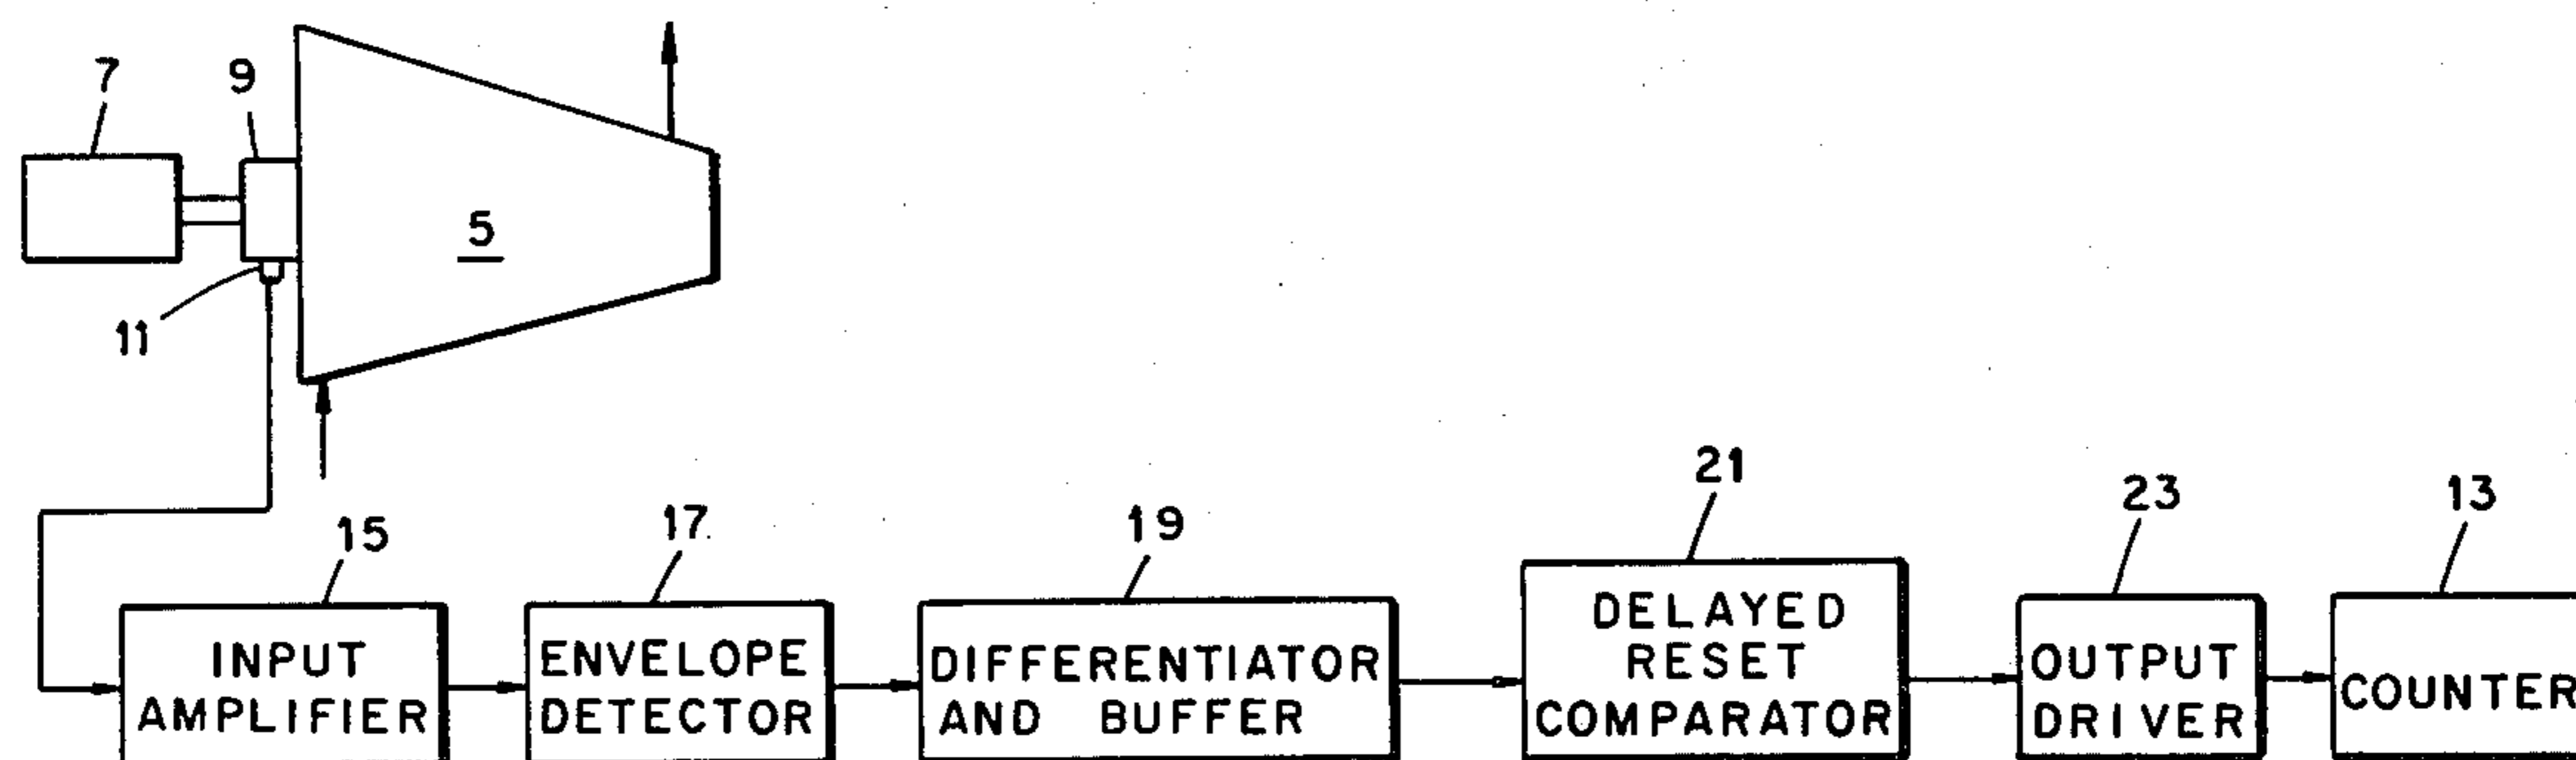 7
9
5
11
15
17
19
21
23
13
INPUT
AMPLIFIER
ENVELOPE
DETECTOR
DIFFERENTIATOR
AND BUFFER
DELAYED
RESET
COMPARATOR
OUTPUT
DRIVER
COUNTER